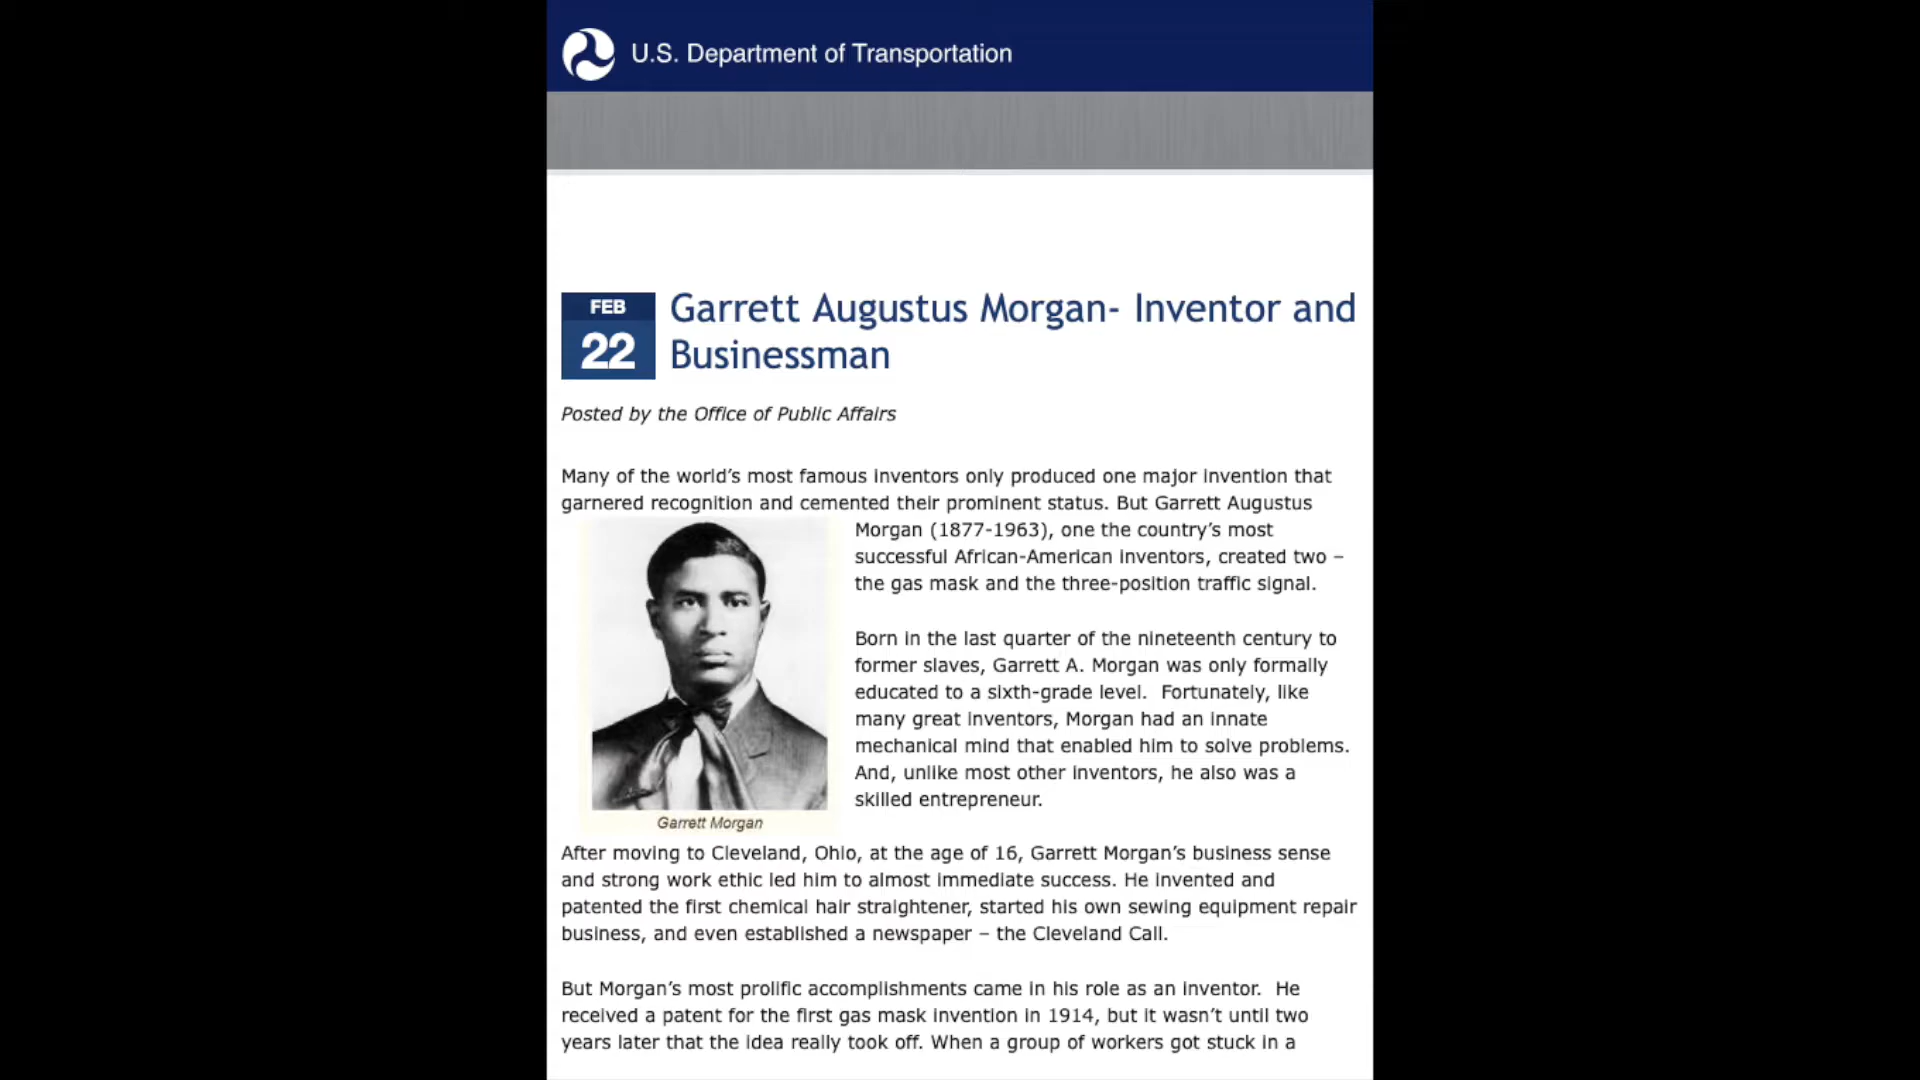 U.S. Department of Transportation
FEB
22
Garrett Augustus Morgan- Inventor and
Businessman
Posted by the Office of Public Affairs
Many of the world's most famous inventors only produced one major invention that
garnered recognition and cemented their prominent status. But Garrett Augustus
Morgan (1877-1963), one the country's most
successful African-American inventors, created two –
the gas mask and the three-position traffic signal.
Born in the last quarter of the nineteenth century to
former slaves, Garrett A. Morgan was only formally
educated to a sixth-grade level.  Fortunately, like
many great inventors, Morgan had an innate
mechanical mind that enabled him to solve problems.
And, unlike most other inventors, he also was a
skilled entrepreneur.
Garrett Morgan
After moving to Cleveland, Ohio, at the age of 16, Garrett Morgan's business sense
and strong work ethic led him to almost immediate success. He invented and
patented the first chemical hair straightener, started his own sewing equipment repair
business, and even established a newspaper – the Cleveland Call.
But Morgan's most prolific accomplishments came in his role as an inventor.  He
received a patent for the first gas mask invention in 1914, but it wasn't until two
years later that the idea really took off. When a group of workers got stuck in a